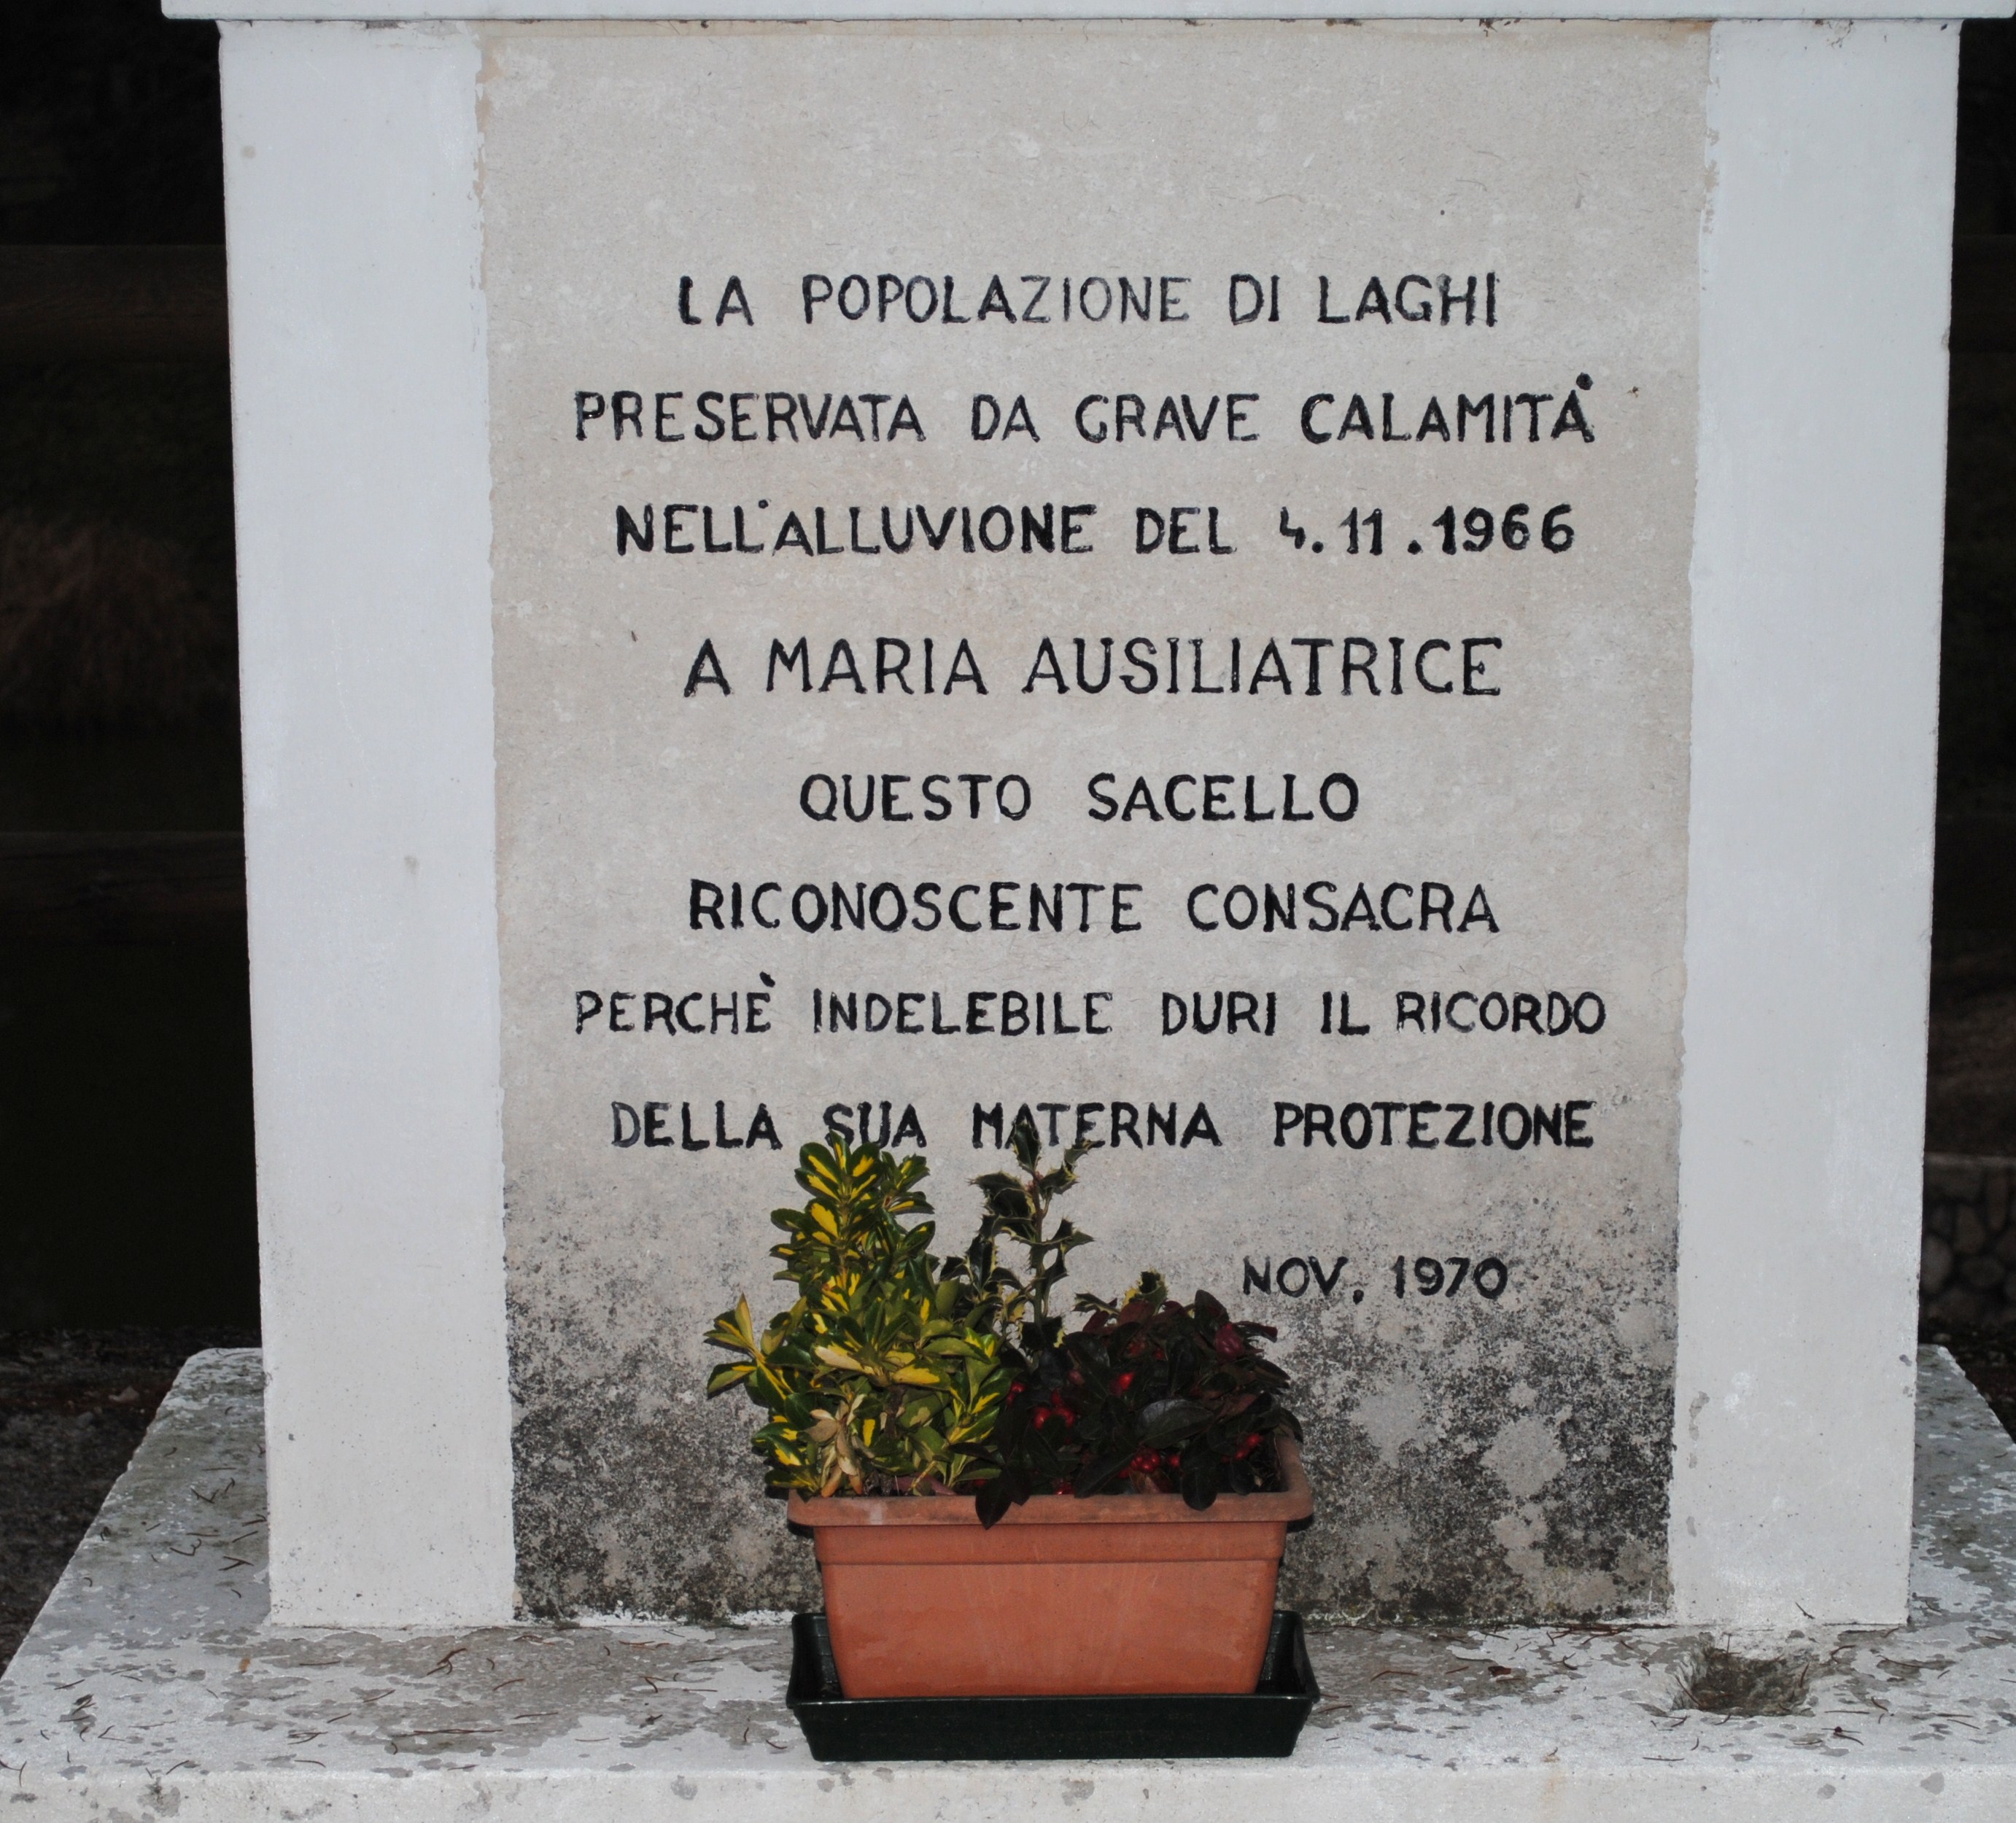 LA POPOLAZIONE DI LAGHI
PRESERVATA DA GRAVE CALAMITÀ
NELL'ALLUVIONE DEL 4.11.1966
A MARIA AUSILIATRICE
QUESTO SACELLO
RICONOSCENTE CONSACRA
PERCHÈ INDELEBILE DURI IL RICORDO
DELLA SUA MATERNA PROTEZIONE
NOV. 1970